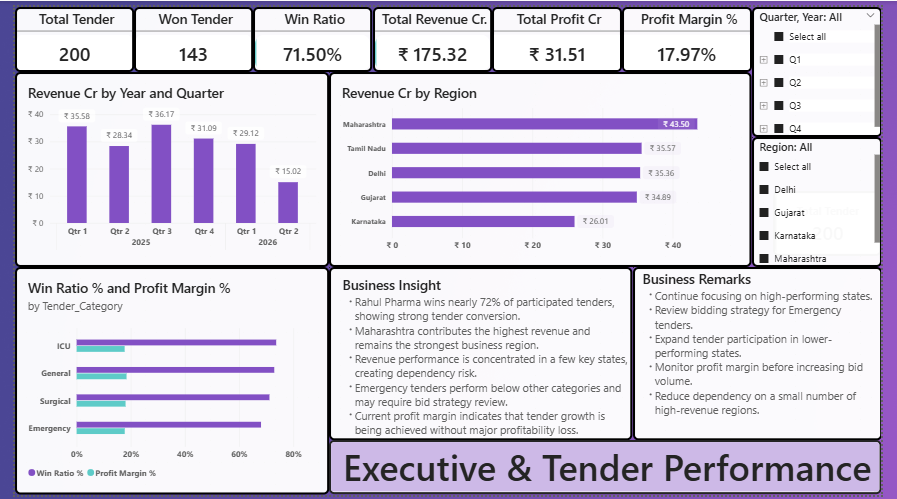 Total Tender
200
Won Tender
143
Win Ratio
71.50%
Total Revenue Cr.
₹ 175.32
Total Profit Cr
₹ 31.51
Profit Margin %
17.97%
Quarter, Year: All
Select all
Q1
Q2
Q3
Q4
Region: All
Select all
Delhi
Gujarat
Karnataka
Maharashtra
Revenue Cr by Year and Quarter
₹ 40
₹ 30
₹ 20
₹ 10
₹ 0
₹ 35.58
₹ 28.34
₹ 36.17
₹ 31.09
₹ 29.12
₹ 15.02
Qtr 1 Qtr 2 Qtr 3 Qtr 4 Qtr 1 Qtr 2
2025 2026
Revenue Cr by Region
Maharashtra ₹ 43.50
Tamil Nadu ₹ 35.57
Delhi ₹ 35.36
Gujarat ₹ 34.89
Karnataka ₹ 26.01
₹ 0 ₹ 10 ₹ 20 ₹ 30 ₹ 40
Win Ratio % and Profit Margin %
by Tender_Category
ICU
General
Surgical
Emergency
0% 20% 40% 60% 80%
Win Ratio % Profit Margin %
Business Insight
• Rahul Pharma wins nearly 72% of participated tenders,
showing strong tender conversion.
• Maharashtra contributes the highest revenue and
remains the strongest business region.
• Revenue performance is concentrated in a few key states,
creating dependency risk.
• Emergency tenders perform below other categories and
may require bid strategy review.
• Current profit margin indicates that tender growth is
being achieved without major profitability loss.
Business Remarks
• Continue focusing on high-performing states.
• Review bidding strategy for Emergency
tenders.
• Expand tender participation in lower-
performing states.
• Monitor profit margin before increasing bid
volume.
• Reduce dependency on a small number of
high-revenue regions.
Executive & Tender Performance